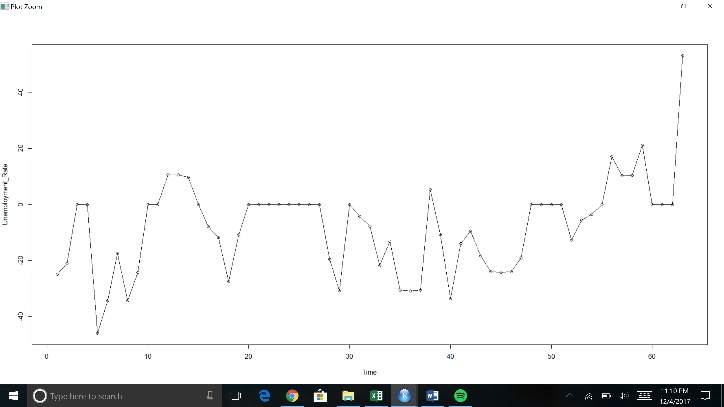 Plot Zoom
Unemployment_Rate
40
20
0
-20
-40
0 10 20 30 40 50 60
Time
Type here to search
11:10 PM
12/4/2017